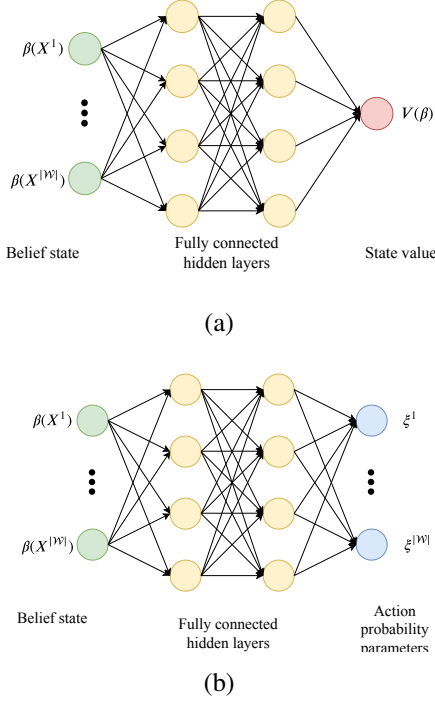 β(X¹)
V(β)
β(X^{|𝒲|})
Belief state
Fully connected
hidden layers
State value
(a)
β(X¹)
ξ¹
β(X^{|𝒲|})
ξ^{|𝒲|}
Belief state
Fully connected
hidden layers
Action
probability
parameters
(b)